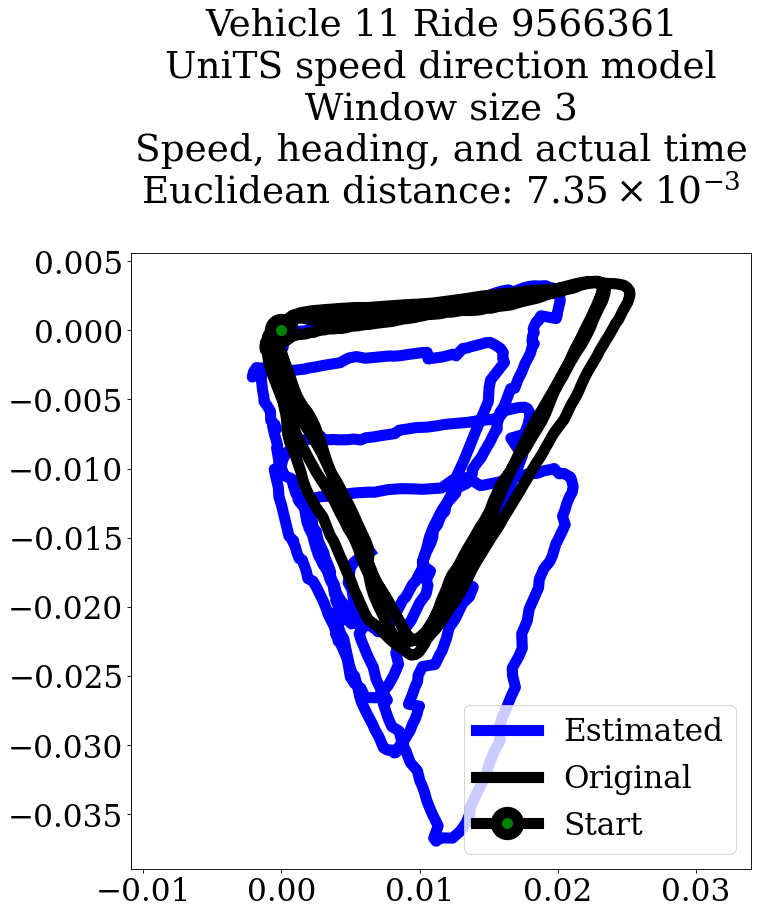 Vehicle 11 Ride 9566361
UniTS speed direction model
Window size 3
Speed, heading, and actual time
Euclidean distance: 7.35 × 10⁻³
0.005
0.000
−0.005
−0.010
−0.015
−0.020
−0.025
−0.030
−0.035
Estimated
Original
Start
−0.01 0.00 0.01 0.02 0.03